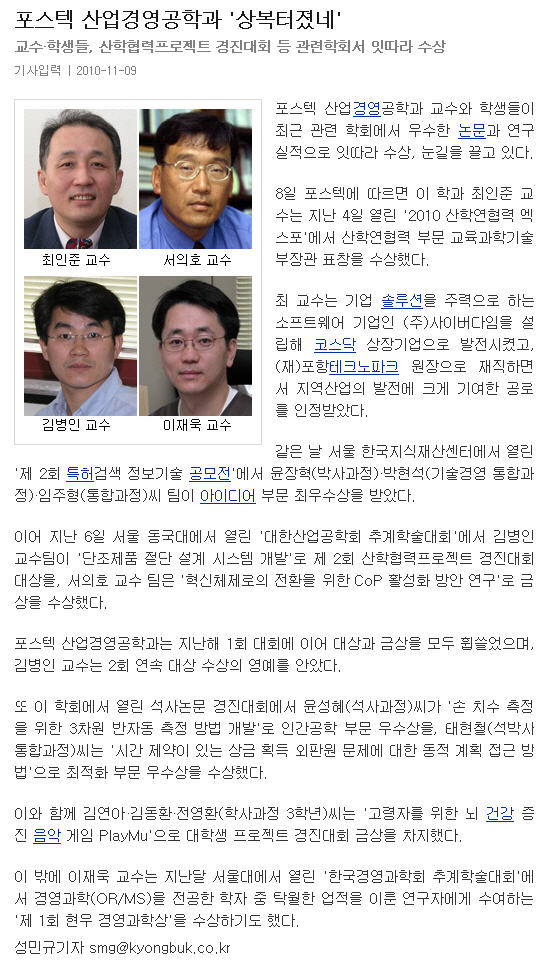 포스텍 산업경영공학과 '상복터졌네'
교수·학생들, 산학협력프로젝트 경진대회 등 관련학회서 잇따라 수상
기사입력 | 2010-11-09
최인준 교수
서의호 교수
김병인 교수
이재욱 교수
포스텍 산업경영공학과 교수와 학생들이
최근 관련 학회에서 우수한 논문과 연구
실적으로 잇따라 수상, 눈길을 끌고 있다.
8일 포스텍에 따르면 이 학과 최인준 교
수는 지난 4일 열린 '2010 산학연협력 엑
스포'에서 산학연협력 부문 교육과학기술
부장관 표창을 수상했다.
최 교수는 기업 솔루션을 주력으로 하는
소프트웨어 기업인 (주)사이버다임을 설
립해 코스닥 상장기업으로 발전시켰고,
(재)포항테크노파크 원장으로 재직하면
서 지역산업의 발전에 크게 기여한 공로
를 인정받았다.
같은 날 서울 한국지식재산센터에서 열린
'제 2회 특허검색 정보기술 공모전'에서 윤장혁(박사과정)·박현석(기술경영 통합과
정)·임주형(통합과정)씨 팀이 아이디어 부문 최우수상을 받았다.
이어 지난 6일 서울 동국대에서 열린 '대한산업공학회 추계학술대회'에서 김병인
교수팀이 '단조제품 절단 설계 시스템 개발'로 제 2회 산학협력프로젝트 경진대회
대상을, 서의호 교수 팀은 '혁신체제로의 전환을 위한 CoP 활성화 방안 연구'로 금
상을 수상했다.
포스텍 산업경영공학과는 지난해 1회 대회에 이어 대상과 금상을 모두 휩쓸었으며,
김병인 교수는 2회 연속 대상 수상의 영예를 안았다.
또 이 학회에서 열린 석사논문 경진대회에서 윤성혜(석사과정)씨가 '손 치수 측정
을 위한 3차원 반자동 측정 방법 개발'로 인간공학 부문 우수상을, 태현철(석박사
통합과정)씨는 '시간 제약이 있는 상금 획득 외판원 문제에 대한 동적 계획 접근 방
법'으로 최적화 부문 우수상을 수상했다.
이와 함께 김연아·김동환·전영환(학사과정 3학년)씨는 '고령자를 위한 뇌 건강 증
진 음악 게임 PlayMu'으로 대학생 프로젝트 경진대회 금상을 차지했다.
이 밖에 이재욱 교수는 지난달 서울대에서 열린 '한국경영과학회 추계학술대회'에
서 경영과학(OR/MS)을 전공한 학자 중 탁월한 업적을 이룬 연구자에게 수여하는
'제 1회 현우 경영과학상'을 수상하기도 했다.
성민규기자 smg@kyongbuk.co.kr